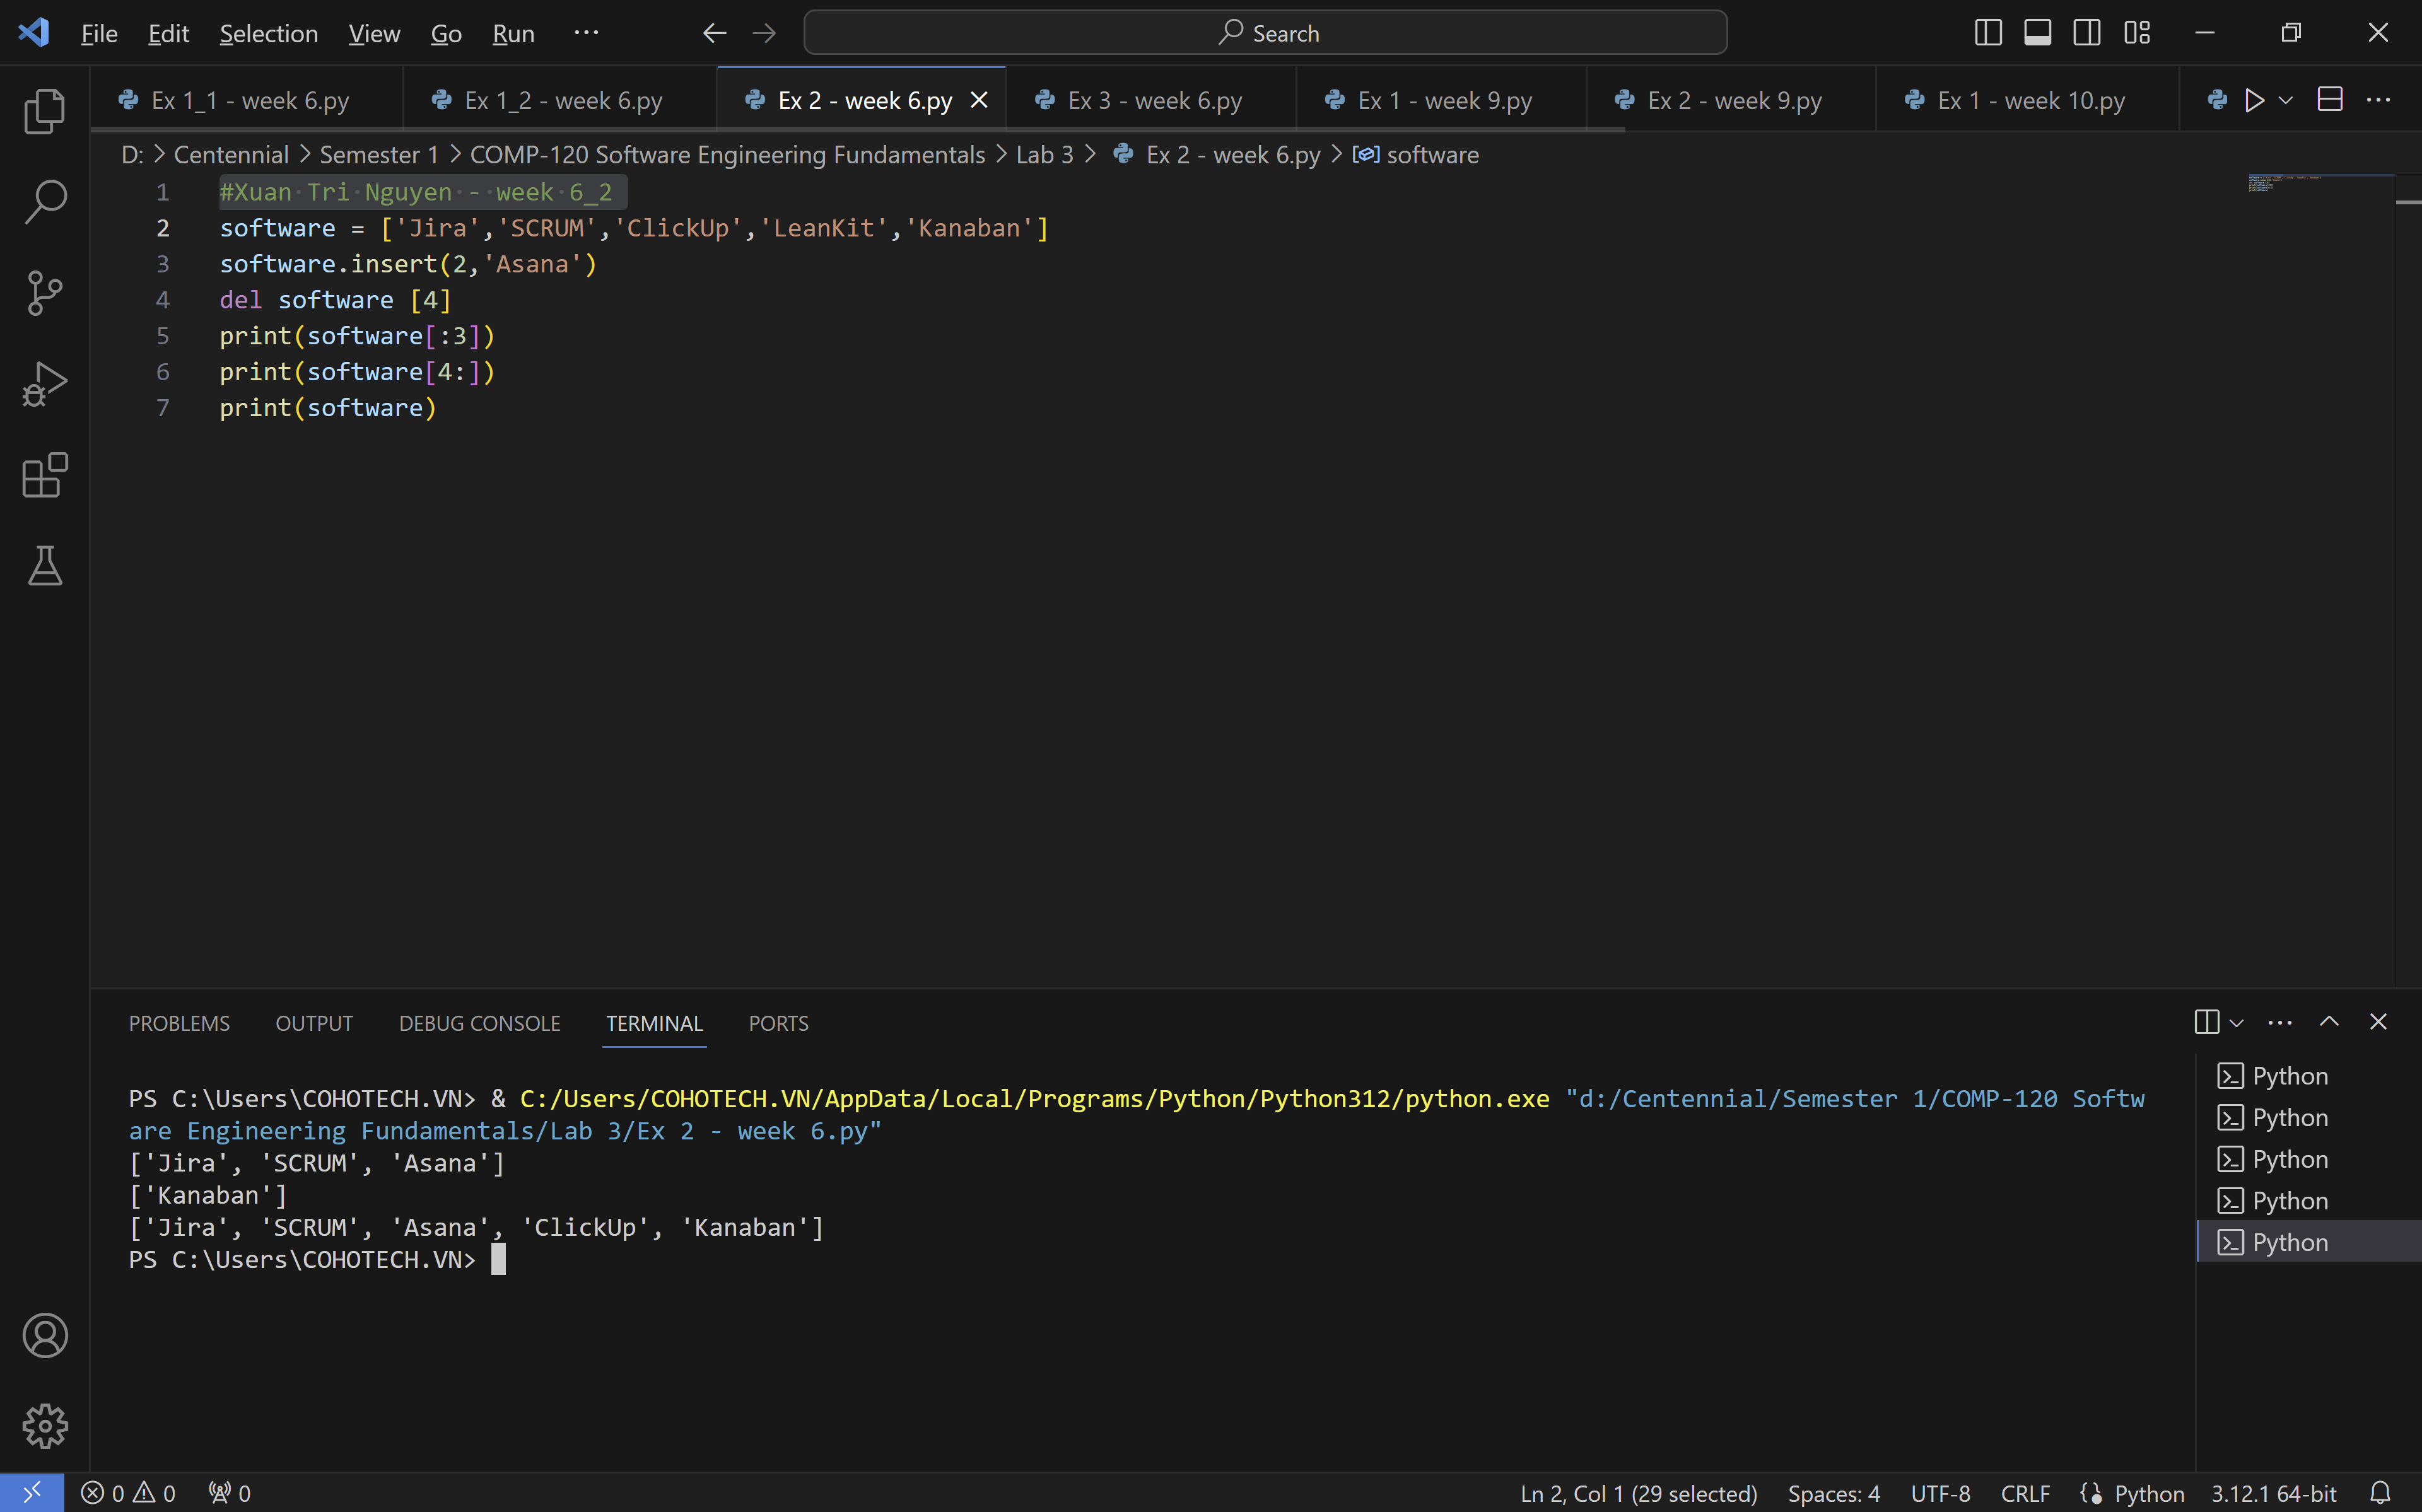 File Edit Selection View Go Run ··· Search
Ex 1_1 - week 6.py Ex 1_2 - week 6.py Ex 2 - week 6.py Ex 3 - week 6.py Ex 1 - week 9.py Ex 2 - week 9.py Ex 1 - week 10.py
D: > Centennial > Semester 1 > COMP-120 Software Engineering Fundamentals > Lab 3 > Ex 2 - week 6.py > software
1 #Xuan Tri Nguyen - week 6_2
2 software = ['Jira','SCRUM','ClickUp','LeanKit','Kanaban']
3 software.insert(2,'Asana')
4 del software [4]
5 print(software[:3])
6 print(software[4:])
7 print(software)
PROBLEMS OUTPUT DEBUG CONSOLE TERMINAL PORTS
PS C:\Users\COHOTECH.VN> & C:/Users/COHOTECH.VN/AppData/Local/Programs/Python/Python312/python.exe "d:/Centennial/Semester 1/COMP-120 Softw
are Engineering Fundamentals/Lab 3/Ex 2 - week 6.py"
['Jira', 'SCRUM', 'Asana']
['Kanaban']
['Jira', 'SCRUM', 'Asana', 'ClickUp', 'Kanaban']
PS C:\Users\COHOTECH.VN>
Python
Python
Python
Python
Python
0 0 0 Ln 2, Col 1 (29 selected) Spaces: 4 UTF-8 CRLF Python 3.12.1 64-bit